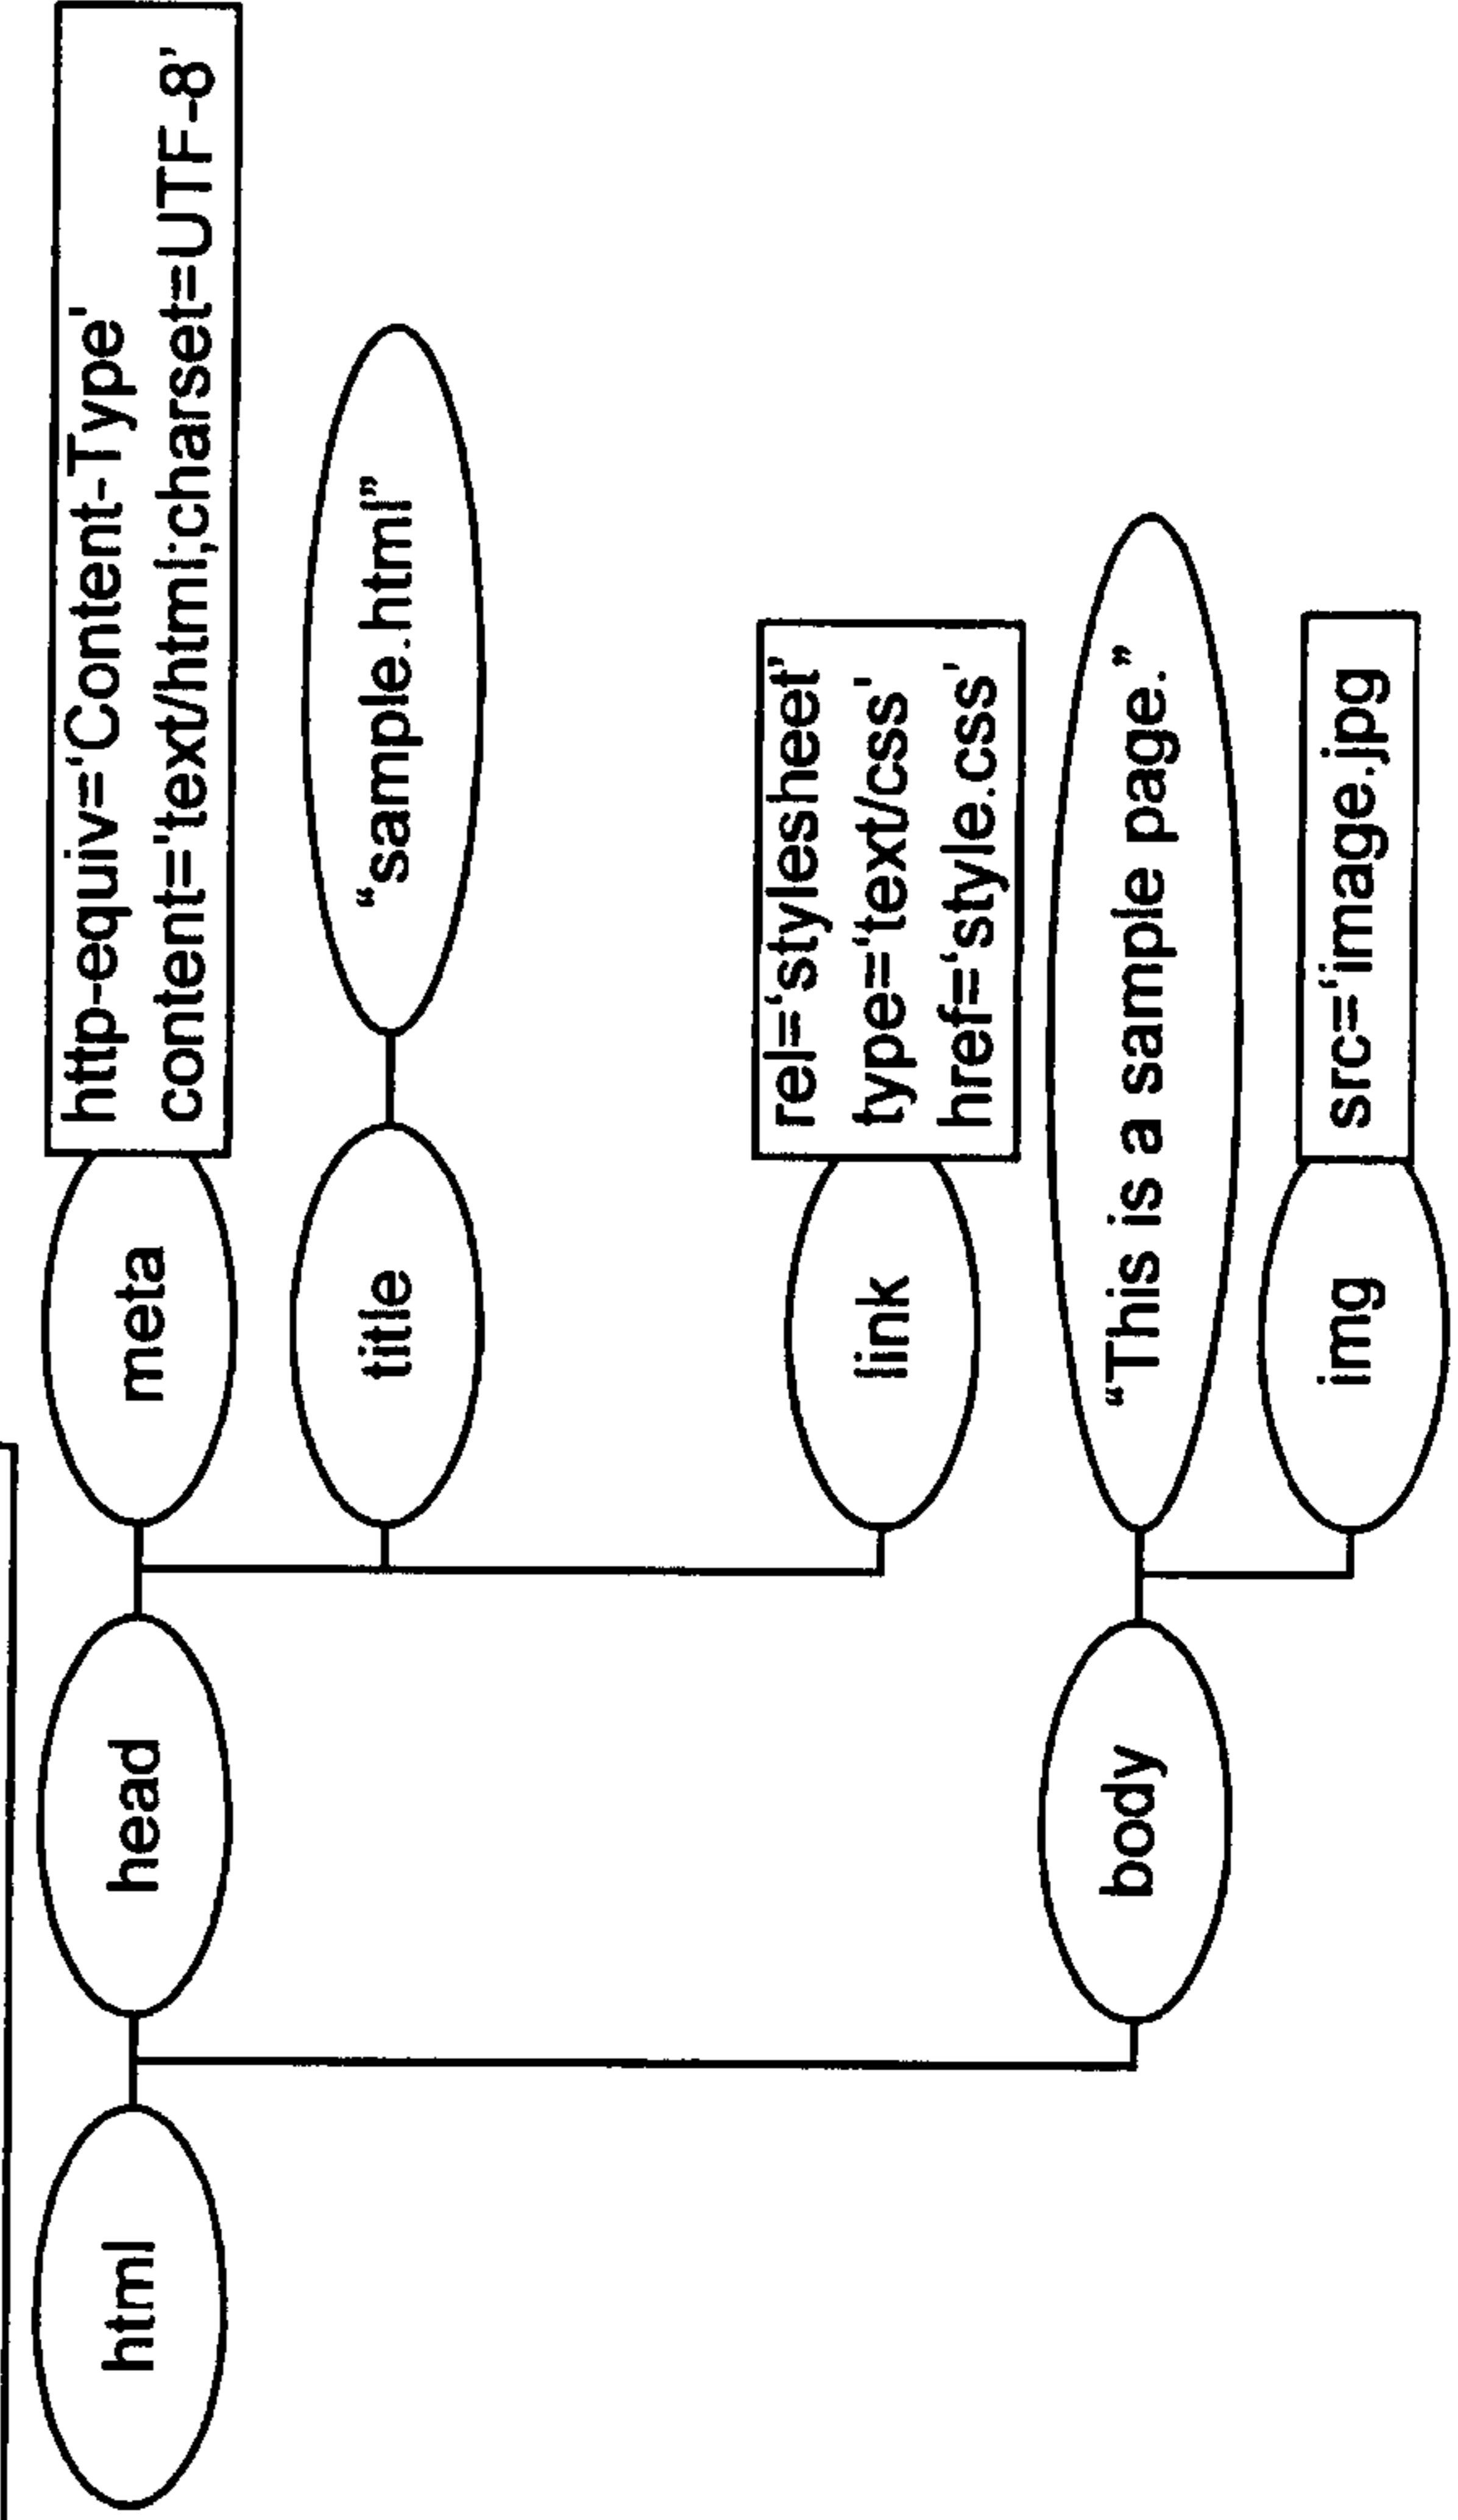 html
head
meta
http-equiv=‘Content-Type'
content='text/html;charset=UTF-8’
title
“sample.html”
link
rel=‘stylesheet’
type=‘text/css'
href=‘style.css’
body
“This is a sample page.”
img
src=‘image.jpg